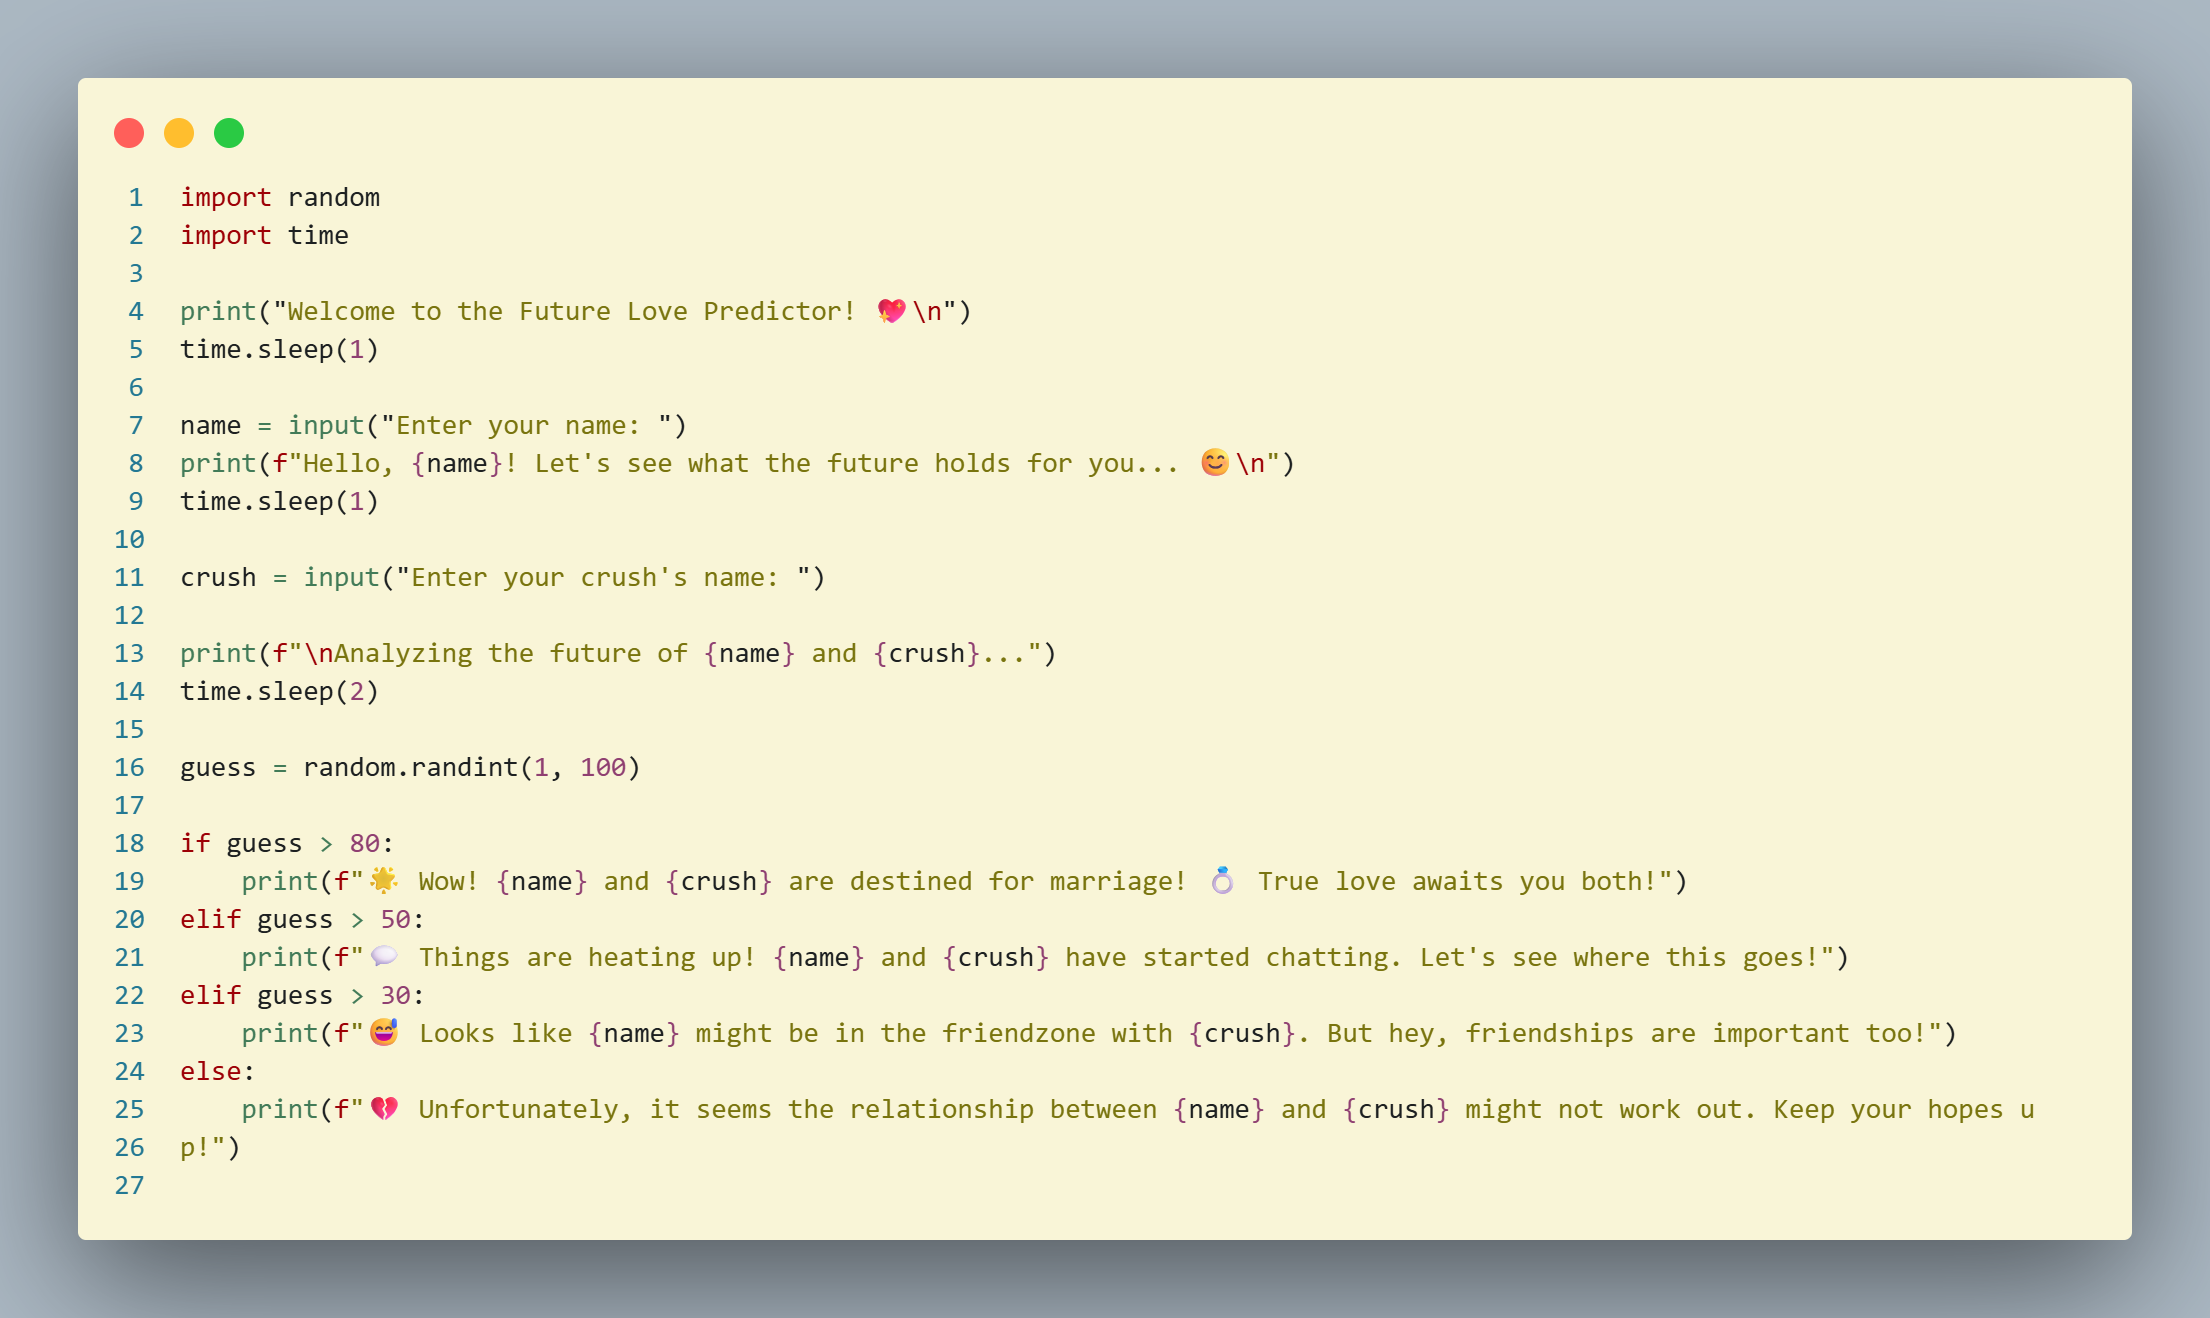 1 import random
2 import time
3
4 print("Welcome to the Future Love Predictor! 💖\n")
5 time.sleep(1)
6
7 name = input("Enter your name: ")
8 print(f"Hello, {name}! Let's see what the future holds for you... 😊\n")
9 time.sleep(1)
10
11 crush = input("Enter your crush's name: ")
12
13 print(f"\nAnalyzing the future of {name} and {crush}...")
14 time.sleep(2)
15
16 guess = random.randint(1, 100)
17
18 if guess > 80:
19     print(f"🌟 Wow! {name} and {crush} are destined for marriage! 💍 True love awaits you both!")
20 elif guess > 50:
21     print(f"💬 Things are heating up! {name} and {crush} have started chatting. Let's see where this goes!")
22 elif guess > 30:
23     print(f"😅 Looks like {name} might be in the friendzone with {crush}. But hey, friendships are important too!")
24 else:
25     print(f"💔 Unfortunately, it seems the relationship between {name} and {crush} might not work out. Keep your hopes u
26 p!")
27